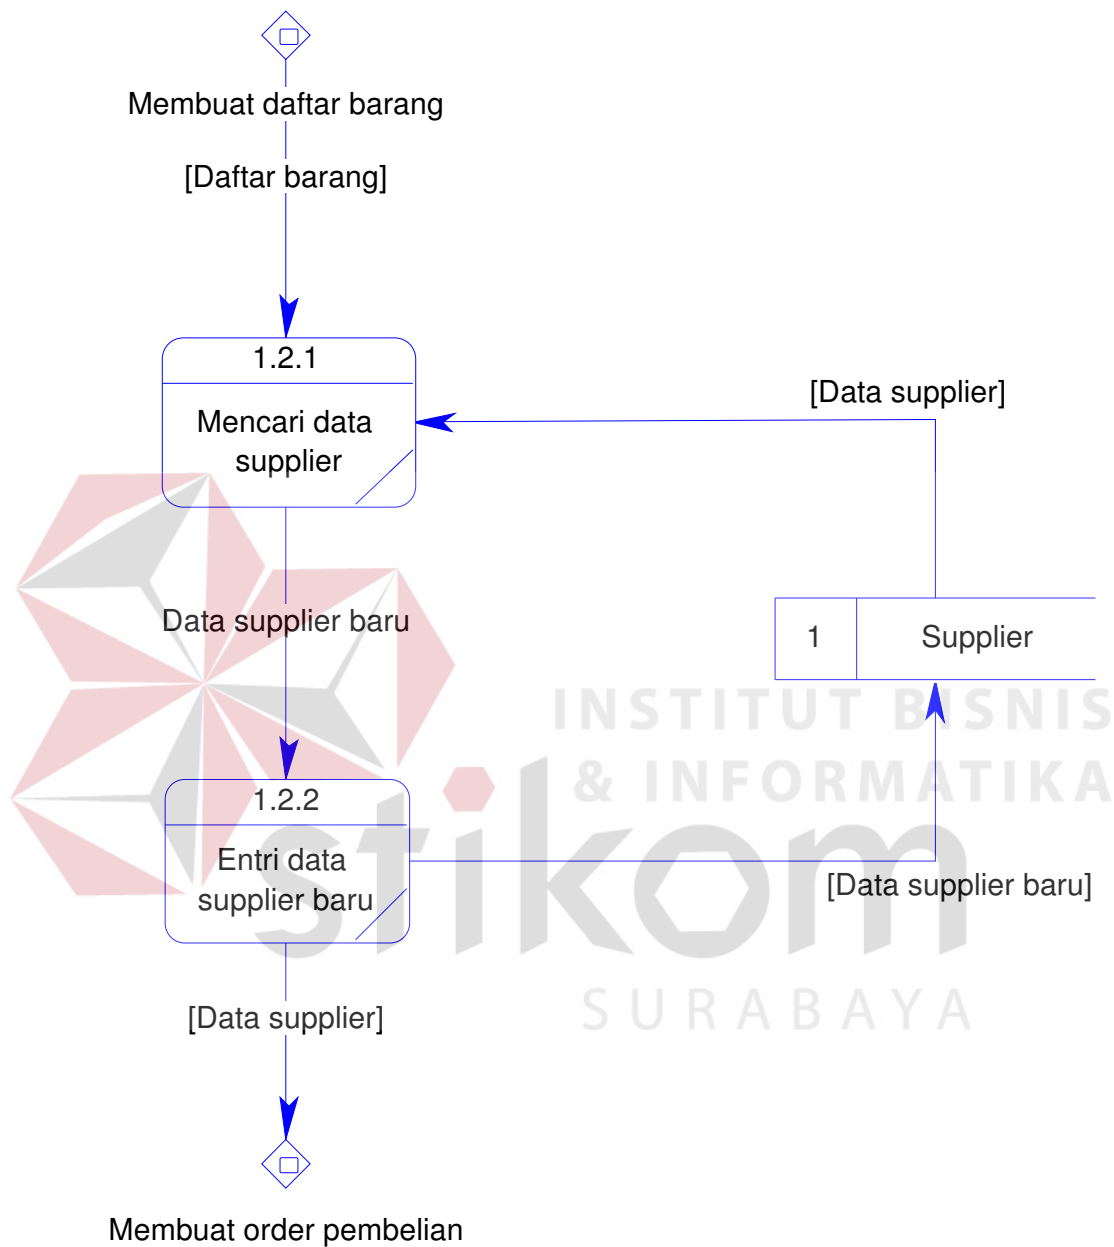 Membuat daftar barang
[Daftar barang]
1.2.1
Mencari data
supplier
[Data supplier]
Data supplier baru
1
Supplier
INSTITUT BISNIS
& INFORMATIKA
stikom
SURABAYA
1.2.2
Entri data
supplier baru
[Data supplier baru]
[Data supplier]
Membuat order pembelian